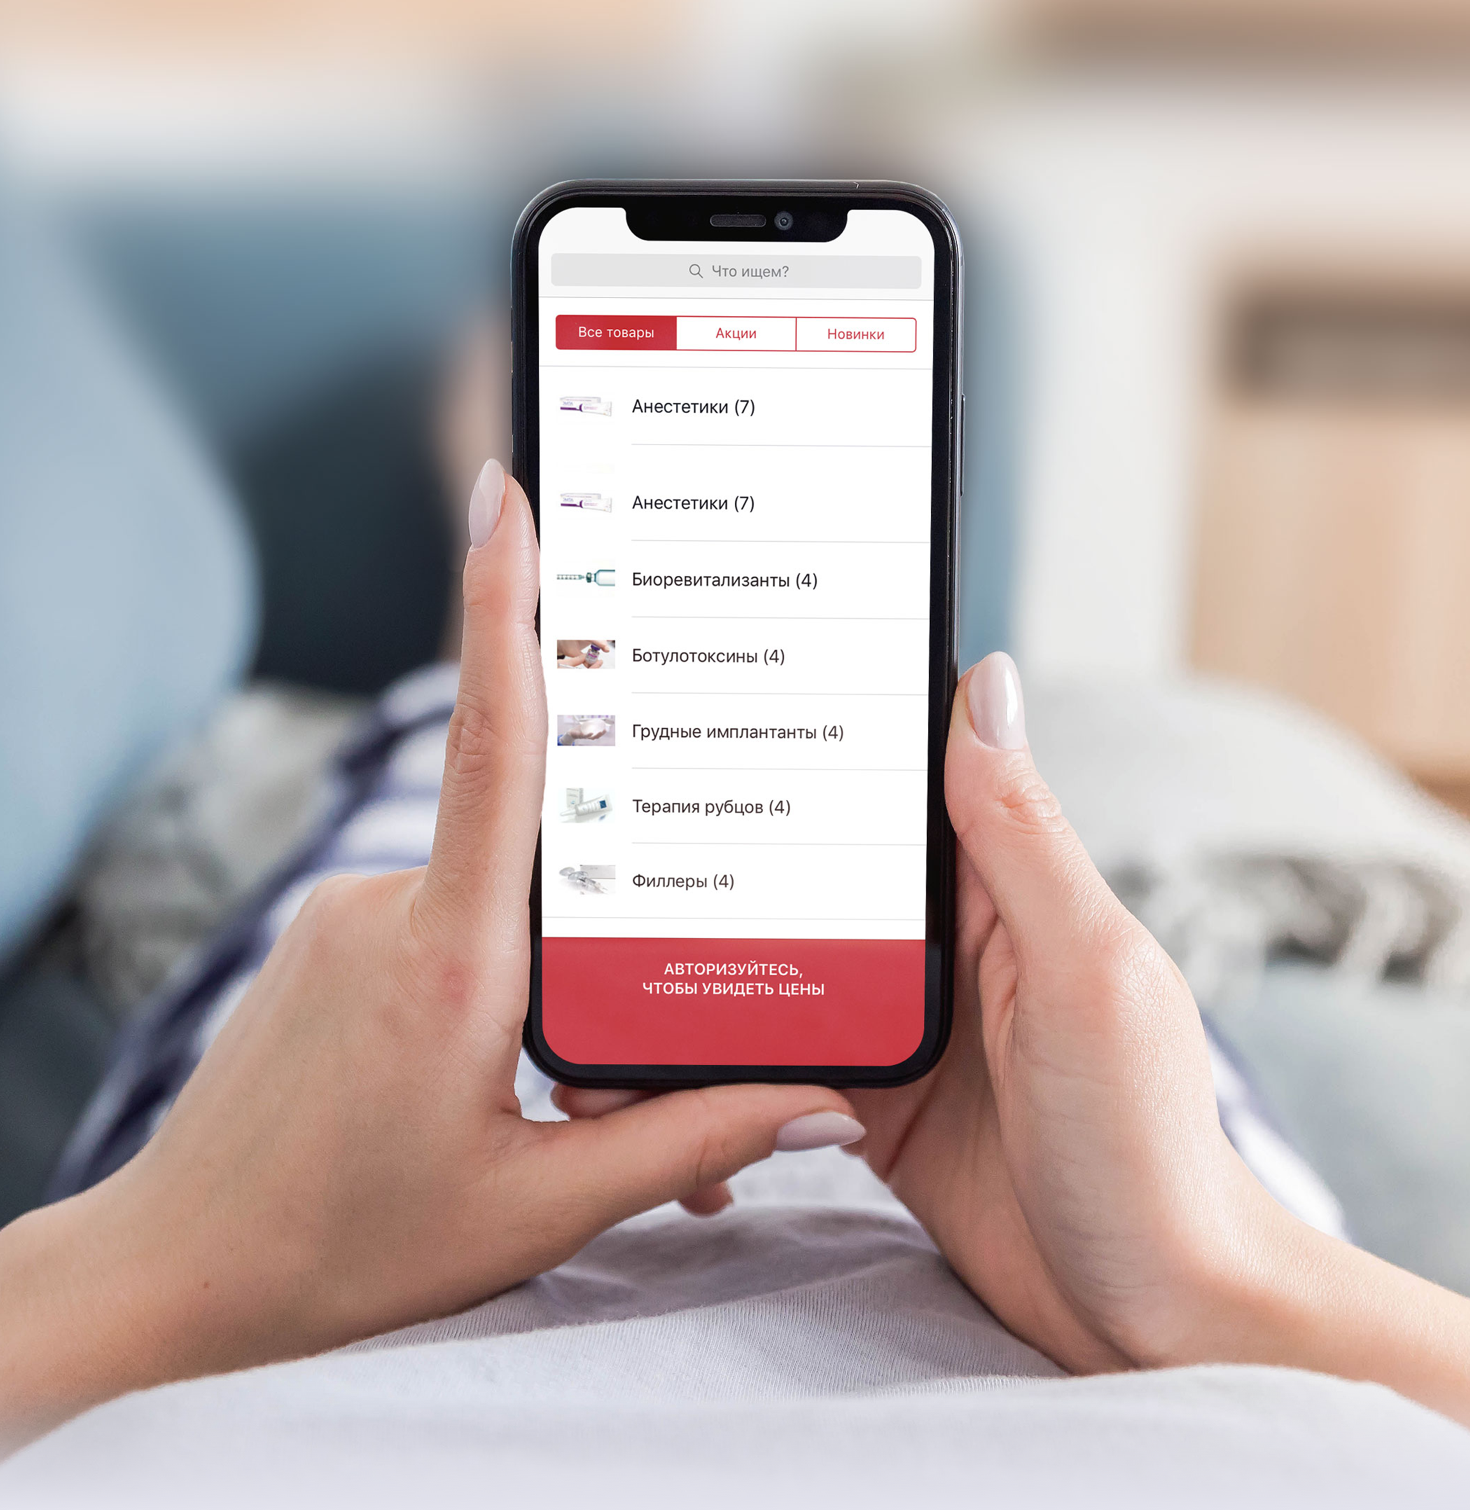 Что ищем?
Все товары
Акции
Новинки
Анестетики (7)
Анестетики (7)
Биоревитализанты (4)
Ботулотоксины (4)
Грудные имплантанты (4)
Терапия рубцов (4)
Филлеры (4)
АВТОРИЗУЙТЕСЬ,
ЧТОБЫ УВИДЕТЬ ЦЕНЫ